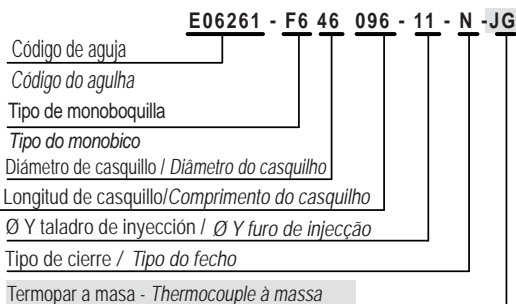 E06261 - F6 46 096 - 11 - N -JG
Código de aguja
Código do agulha
Tipo de monoboquilla
Tipo do monobico
Diámetro de casquillo / Diâmetro do casquilho
Longitud de casquillo/Comprimento do casquilho
Ø Y taladro de inyección / Ø Y furo de injecção
Tipo de cierre / Tipo do fecho
Termopar a masa - Thermocouple à massa